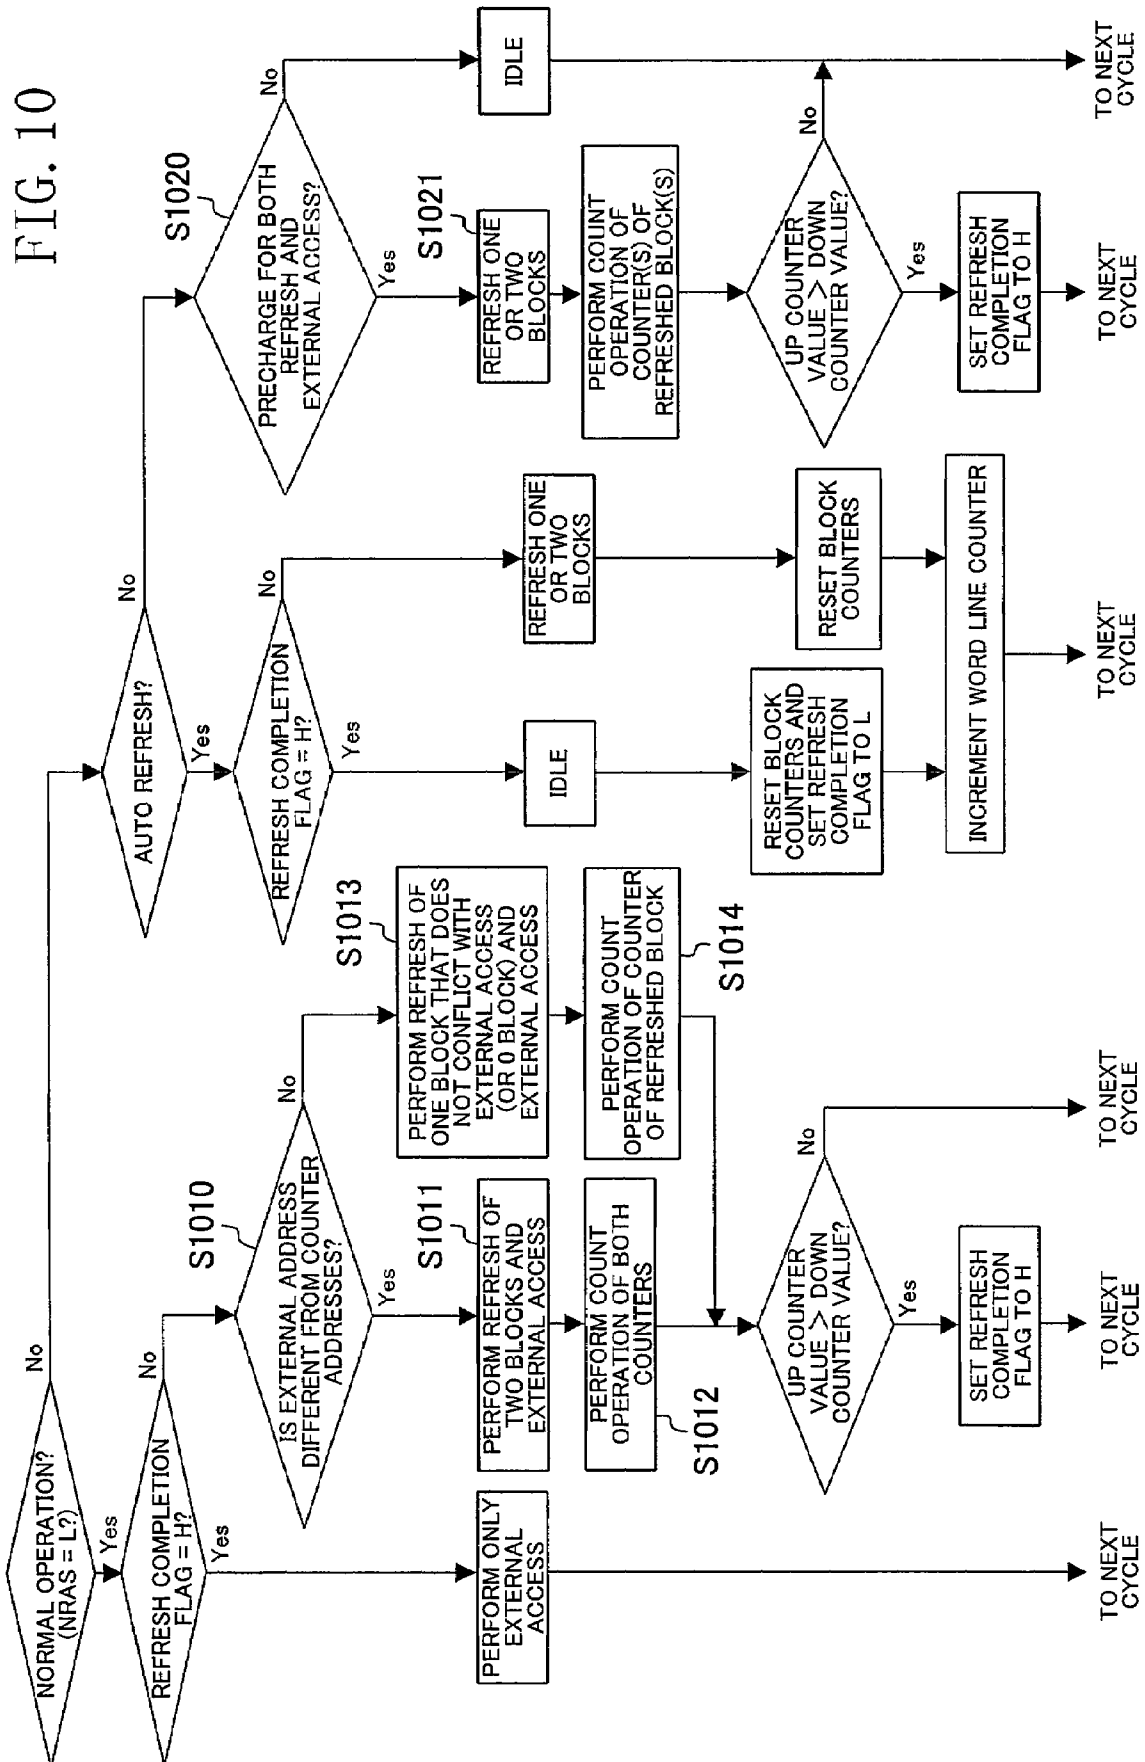 FIG. 10
NORMAL OPERATION?
(NRAS = L?)
No
Yes
REFRESH COMPLETION
FLAG = H?
No
Yes
PERFORM ONLY
EXTERNAL
ACCESS
TO NEXT
CYCLE
S1010
IS EXTERNAL ADDRESS
DIFFERENT FROM COUNTER
ADDRESSES?
No
Yes
S1011
PERFORM REFRESH OF
TWO BLOCKS AND
EXTERNAL ACCESS
PERFORM COUNT
OPERATION OF BOTH
COUNTERS
S1012
S1013
PERFORM REFRESH OF
ONE BLOCK THAT DOES
NOT CONFLICT WITH
EXTERNAL ACCESS
(OR 0 BLOCK) AND
EXTERNAL ACCESS
PERFORM COUNT
OPERATION OF COUNTER
OF REFRESHED BLOCK
S1014
UP COUNTER
VALUE > DOWN
COUNTER VALUE?
No
Yes
SET REFRESH
COMPLETION
FLAG TO H
TO NEXT
CYCLE
TO NEXT
CYCLE
AUTO REFRESH?
No
Yes
REFRESH COMPLETION
FLAG = H?
No
Yes
IDLE
RESET BLOCK
COUNTERS AND
SET REFRESH
COMPLETION
FLAG TO L
REFRESH ONE
OR TWO
BLOCKS
RESET BLOCK
COUNTERS
INCREMENT WORD LINE COUNTER
TO NEXT
CYCLE
S1020
PRECHARGE FOR BOTH
REFRESH AND
EXTERNAL ACCESS?
No
Yes
S1021
REFRESH ONE
OR TWO
BLOCKS
PERFORM COUNT
OPERATION OF
COUNTER(S) OF
REFRESHED BLOCK(S)
UP COUNTER
VALUE > DOWN
COUNTER VALUE?
No
Yes
SET REFRESH
COMPLETION
FLAG TO H
TO NEXT
CYCLE
IDLE
TO NEXT
CYCLE